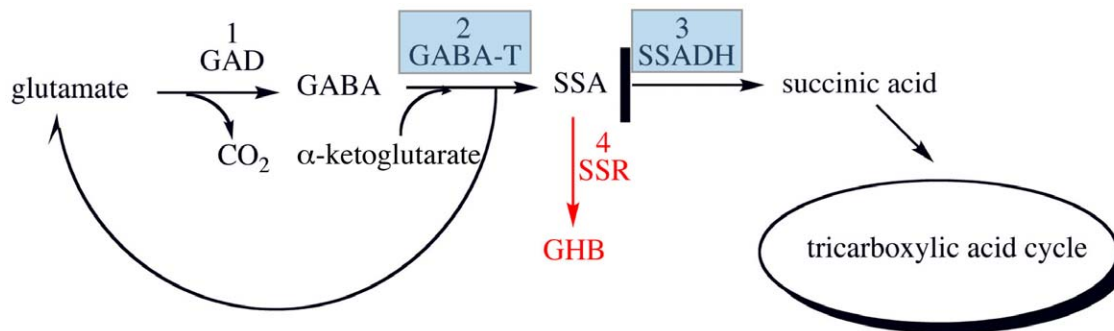 1
GAD
2
GABA-T
3
SSADH
glutamate
GABA
SSA
succinic acid
CO2
α-ketoglutarate
4
SSR
GHB
tricarboxylic acid cycle